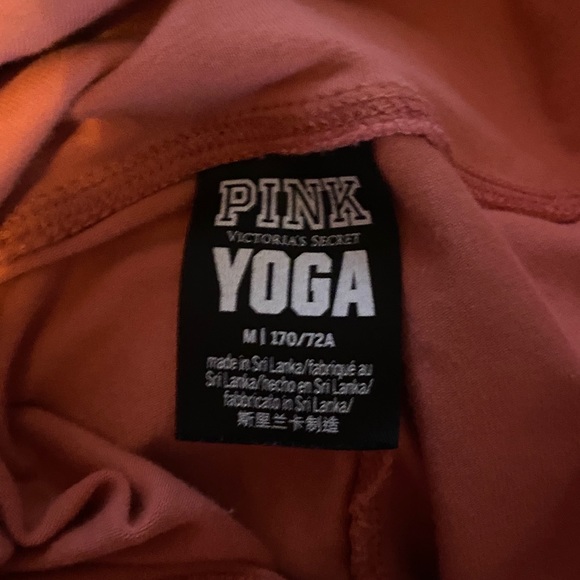 PINK
VICTORIA'S SECRET
YOGA
M | 170/72A
made in Sri Lanka/fabriqué au
Sri Lanka/hecho en Sri Lanka/
fabbricato in Sri Lanka/
斯里兰卡制造